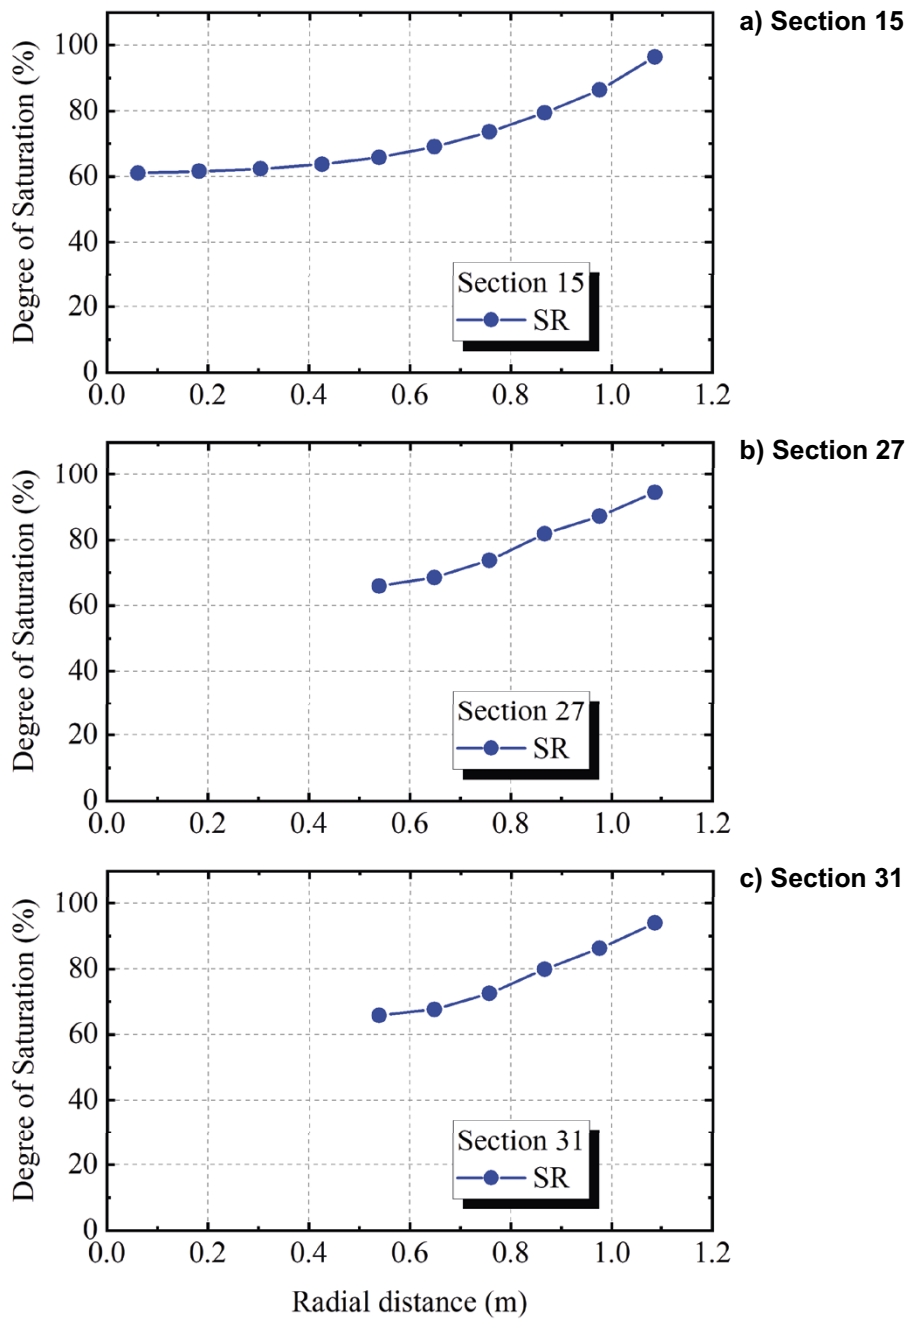 a) Section 15
Degree of Saturation (%)
100
80
60
40
20
0
Section 15
SR
0.0 0.2 0.4 0.6 0.8 1.0 1.2
b) Section 27
Degree of Saturation (%)
100
80
60
40
20
0
Section 27
SR
0.0 0.2 0.4 0.6 0.8 1.0 1.2
c) Section 31
Degree of Saturation (%)
100
80
60
40
20
0
Section 31
SR
0.0 0.2 0.4 0.6 0.8 1.0 1.2
Radial distance (m)